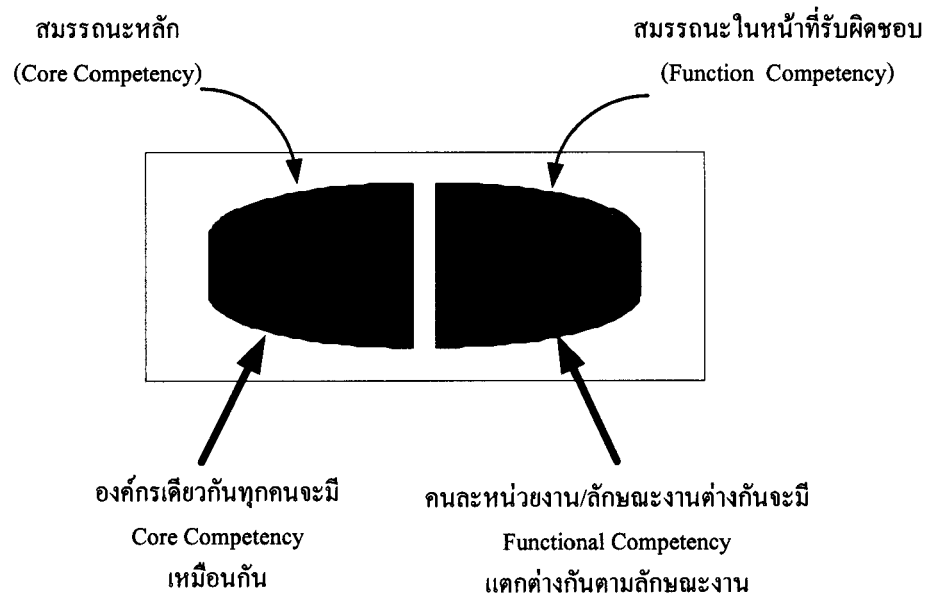 สมรรถนะหลัก
(Core Competency)
สมรรถนะในหน้าที่รับผิดชอบ
(Function Competency)
องค์กรเดียวกันทุกคนจะมี
Core Competency
เหมือนกัน
คนละหน่วยงาน/ลักษณะงานต่างกันจะมี
Functional Competency
แตกต่างกันตามลักษณะงาน